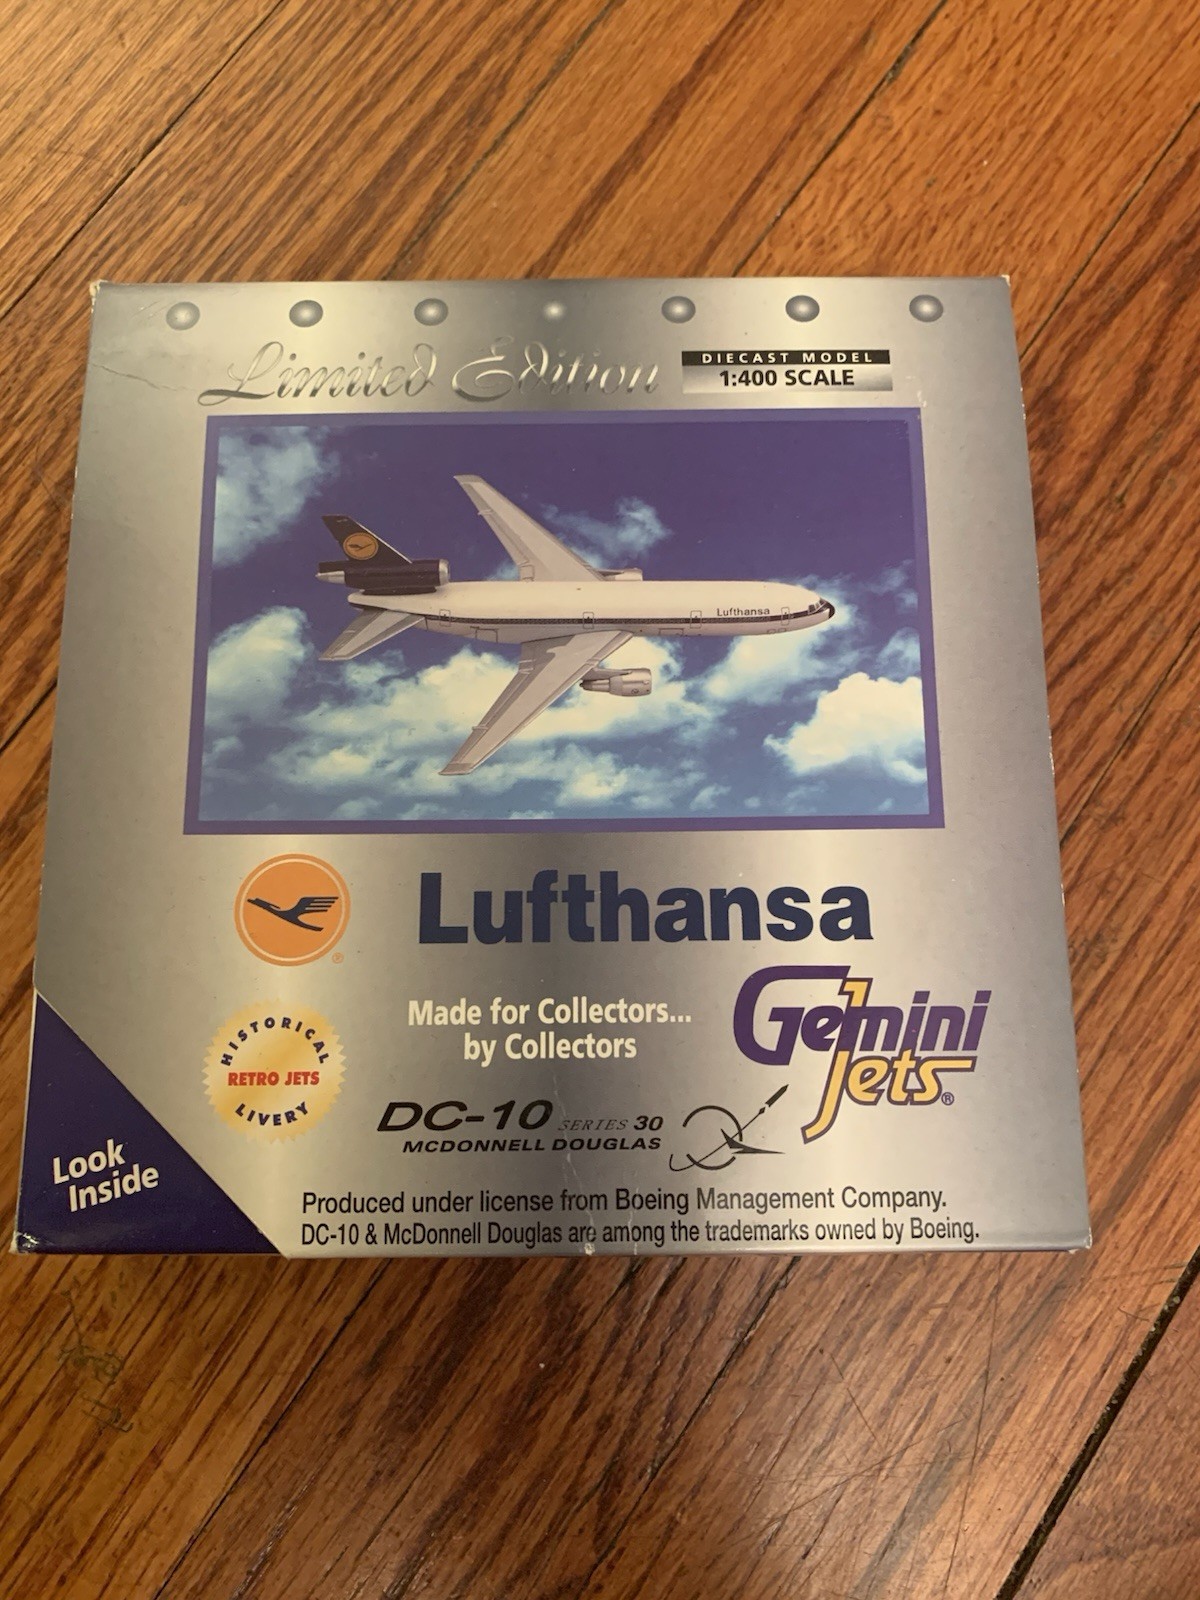 Limited Edition
DIECAST MODEL
1:400 SCALE
Lufthansa
Lufthansa
®
Made for Collectors...
by Collectors
Gemini
Jets®
HISTORICAL
RETRO JETS
LIVERY
DC-10 SERIES 30
MCDONNELL DOUGLAS
Look
Inside
Produced under license from Boeing Management Company.
DC-10 & McDonnell Douglas are among the trademarks owned by Boeing.